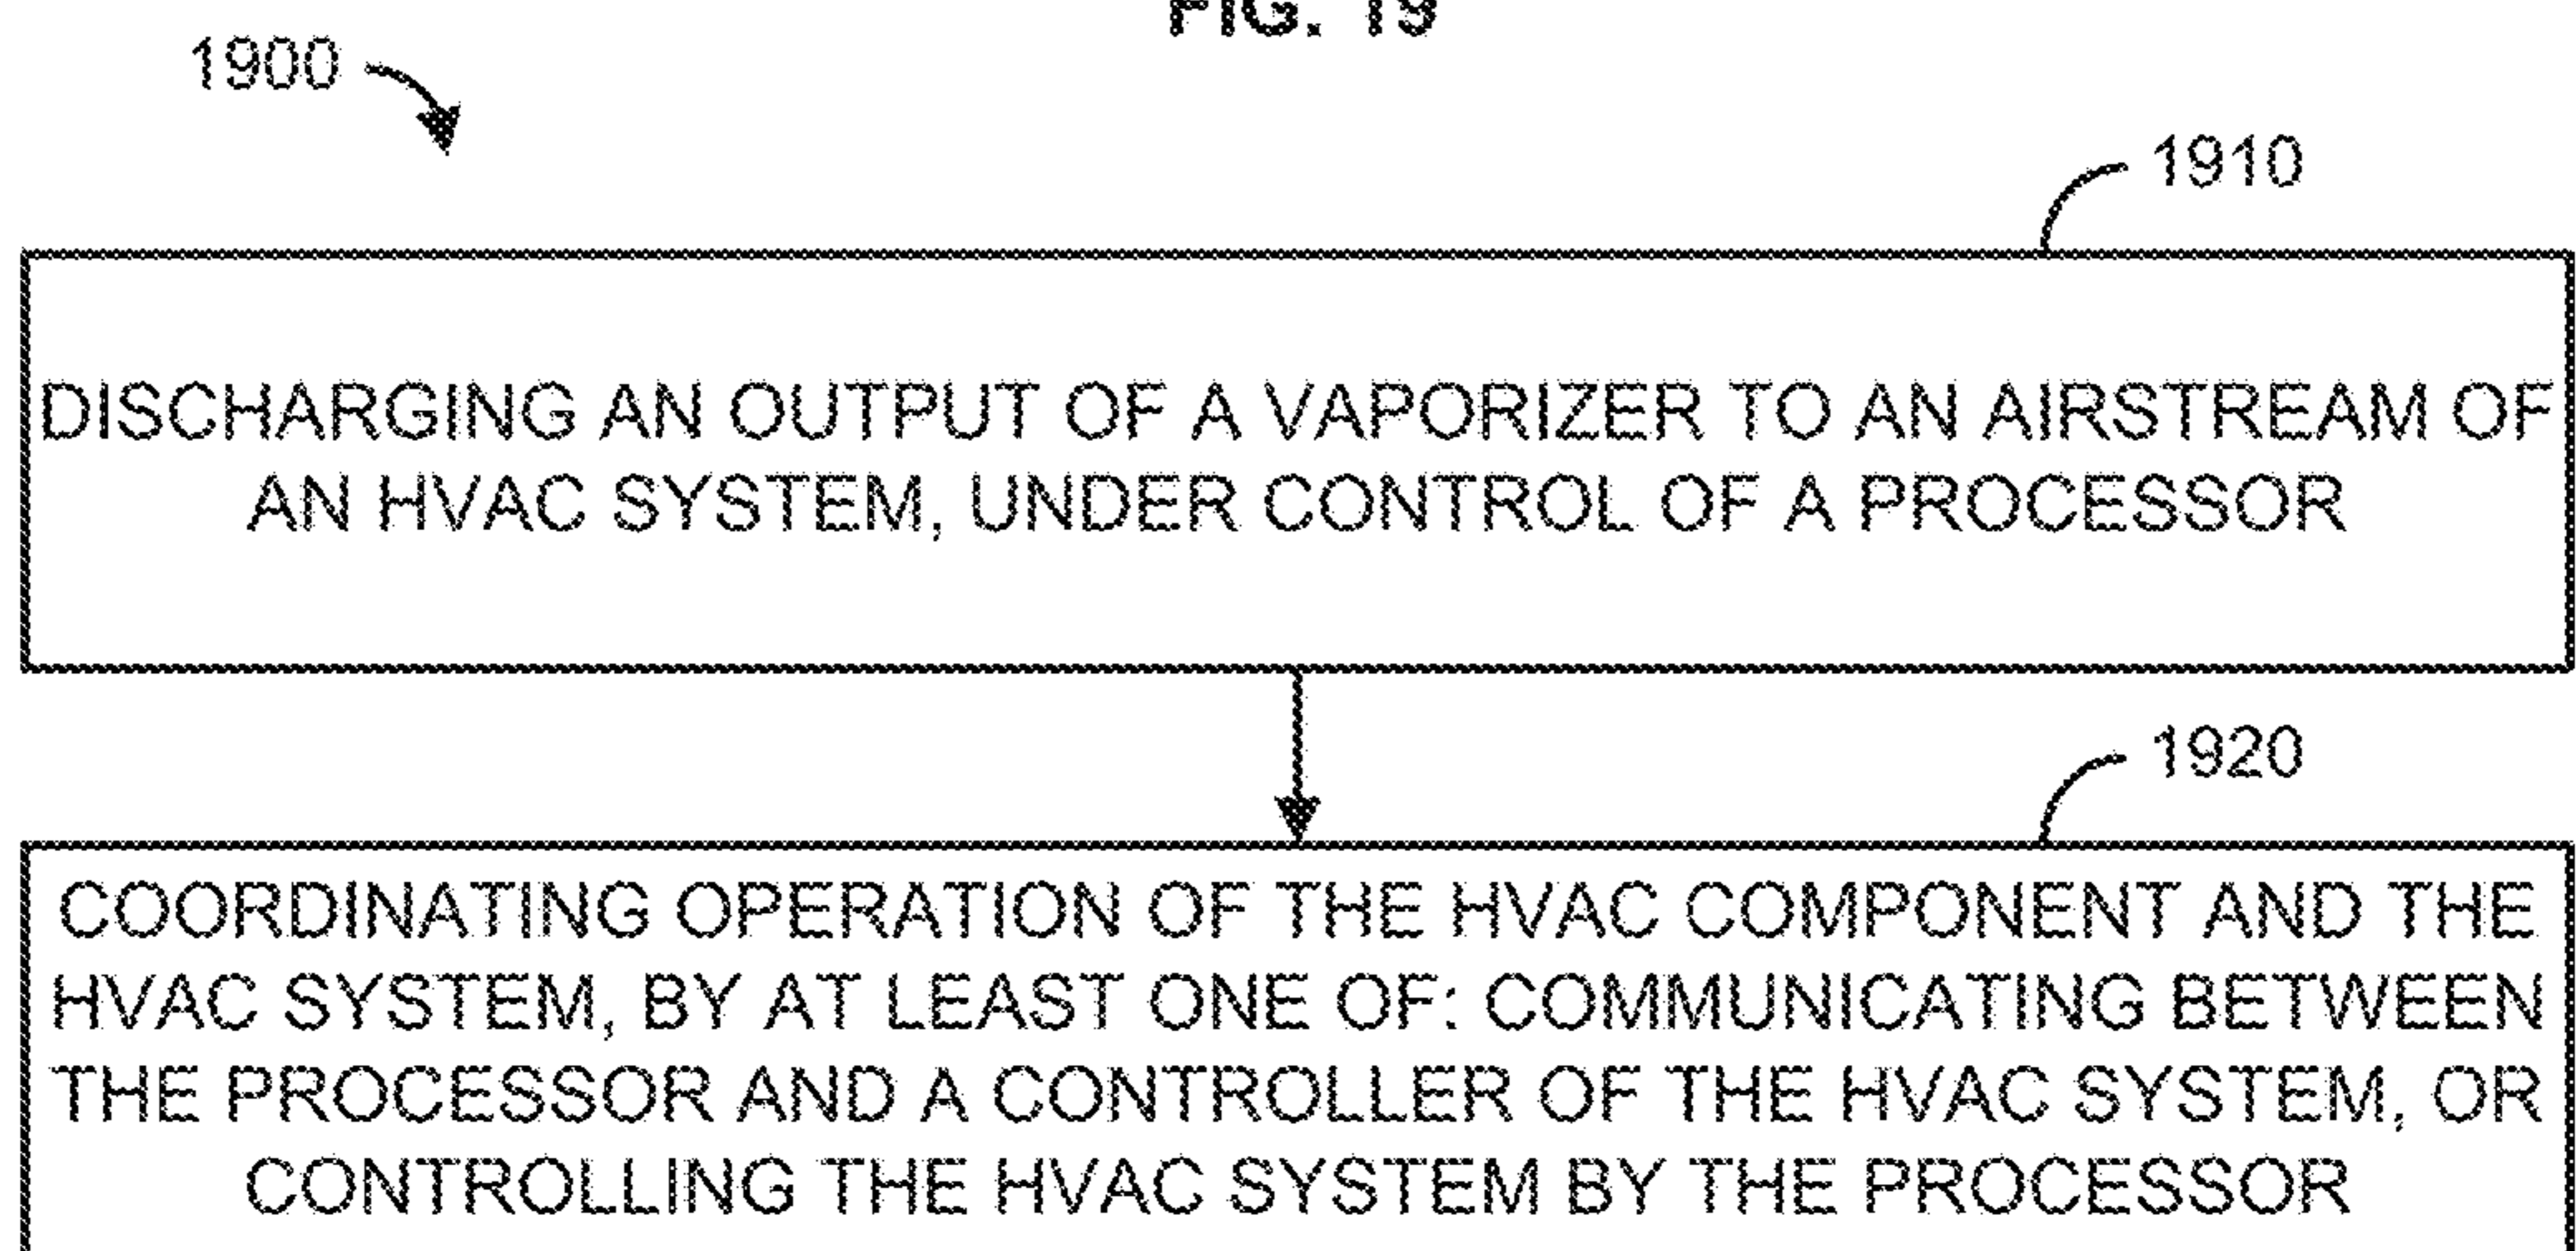 FIG. 19
1900
1910
DISCHARGING AN OUTPUT OF A VAPORIZER TO AN AIRSTREAM OF
AN HVAC SYSTEM, UNDER CONTROL OF A PROCESSOR
1920
COORDINATING OPERATION OF THE HVAC COMPONENT AND THE
HVAC SYSTEM, BY AT LEAST ONE OF: COMMUNICATING BETWEEN
THE PROCESSOR AND A CONTROLLER OF THE HVAC SYSTEM, OR
CONTROLLING THE HVAC SYSTEM BY THE PROCESSOR